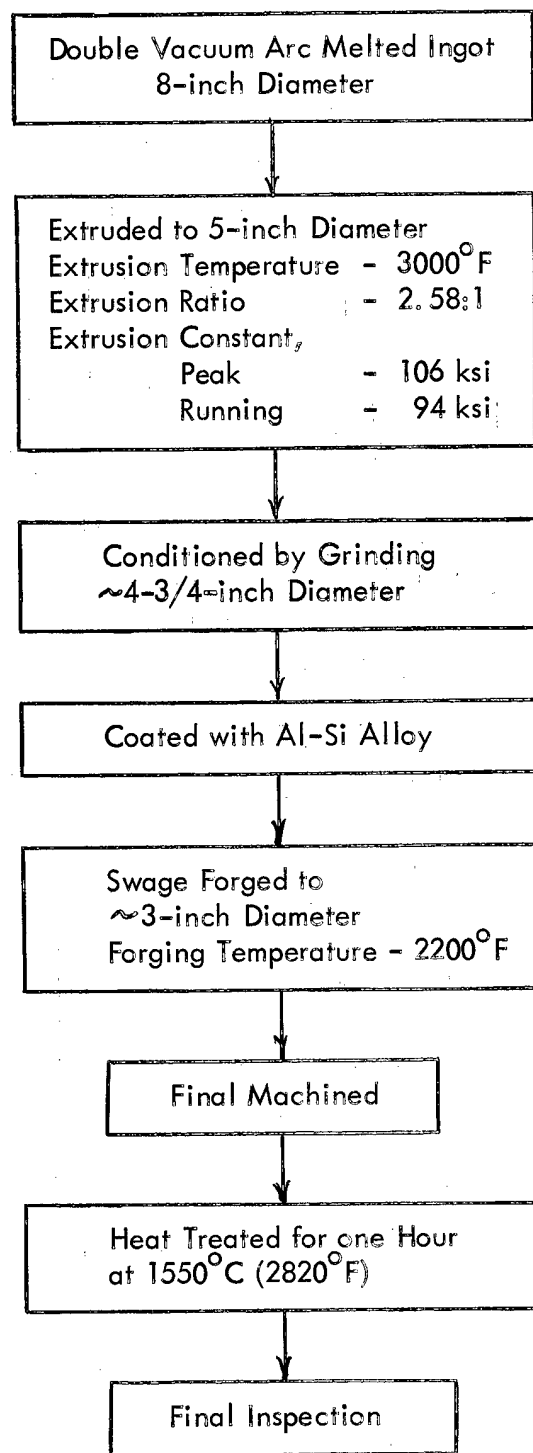 Double Vacuum Arc Melted Ingot
8-inch Diameter
Extruded to 5-inch Diameter
Extrusion Temperature - 3000°F
Extrusion Ratio - 2.58:1
Extrusion Constant,
Peak - 106 ksi
Running - 94 ksi
Conditioned by Grinding
~4-3/4-inch Diameter
Coated with Al-Si Alloy
Swage Forged to
~3-inch Diameter
Forging Temperature - 2200°F
Final Machined
Heat Treated for one Hour
at 1550°C (2820°F)
Final Inspection